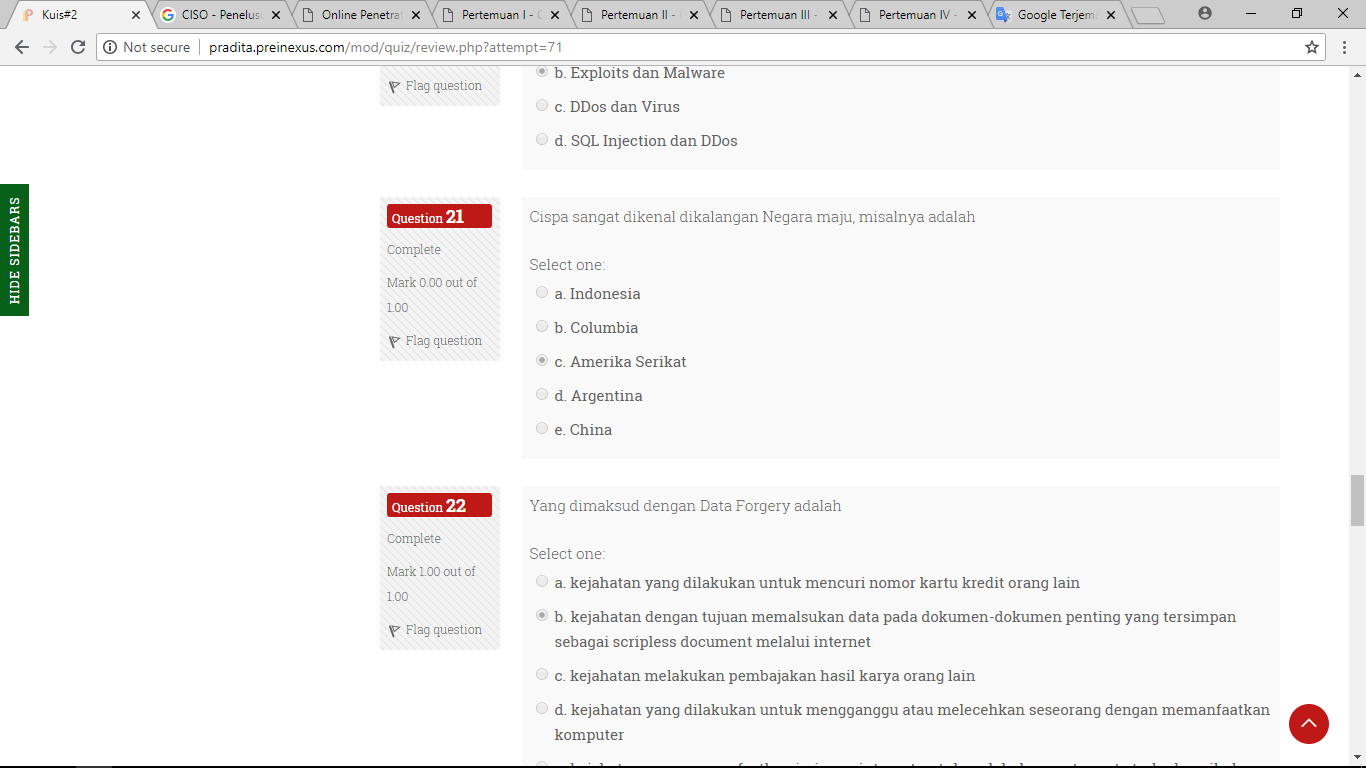 Kuis#2
CISO - Penelus
Online Penetrat
Pertemuan I -
Pertemuan II -
Pertemuan III -
Pertemuan IV -
Google Terjem
Not secure
pradita.preinexus.com/mod/quiz/review.php?attempt=71
HIDE SIDEBARS
Flag question
b. Exploits dan Malware
c. DDos dan Virus
d. SQL Injection dan DDos
Question 21
Complete
Mark 0.00 out of
1.00
Flag question
Cispa sangat dikenal dikalangan Negara maju, misalnya adalah
Select one:
a. Indonesia
b. Columbia
c. Amerika Serikat
d. Argentina
e. China
Question 22
Complete
Mark 1.00 out of
1.00
Flag question
Yang dimaksud dengan Data Forgery adalah
Select one:
a. kejahatan yang dilakukan untuk mencuri nomor kartu kredit orang lain
b. kejahatan dengan tujuan memalsukan data pada dokumen-dokumen penting yang tersimpan
sebagai scripless document melalui internet
c. kejahatan melakukan pembajakan hasil karya orang lain
d. kejahatan yang dilakukan untuk mengganggu atau melecehkan seseorang dengan memanfaatkan
komputer